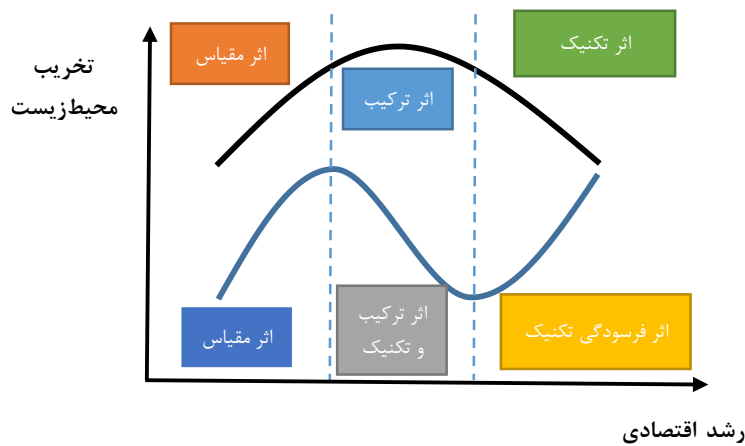 اثر مقیاس
اثر تکنیک
تخریب
محیط‌زیست
اثر ترکیب
اثر مقیاس
اثر ترکیب
و تکنیک
اثر فرسودگی تکنیک
رشد اقتصادی